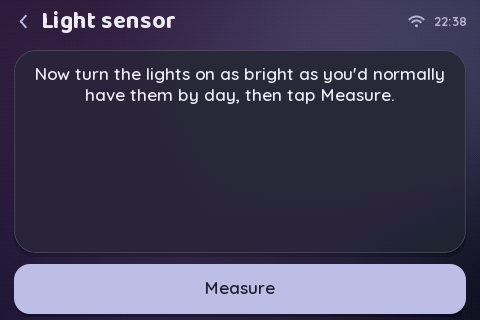 Light sensor
22:38
Now turn the lights on as bright as you'd normally
have them by day, then tap Measure.
Measure